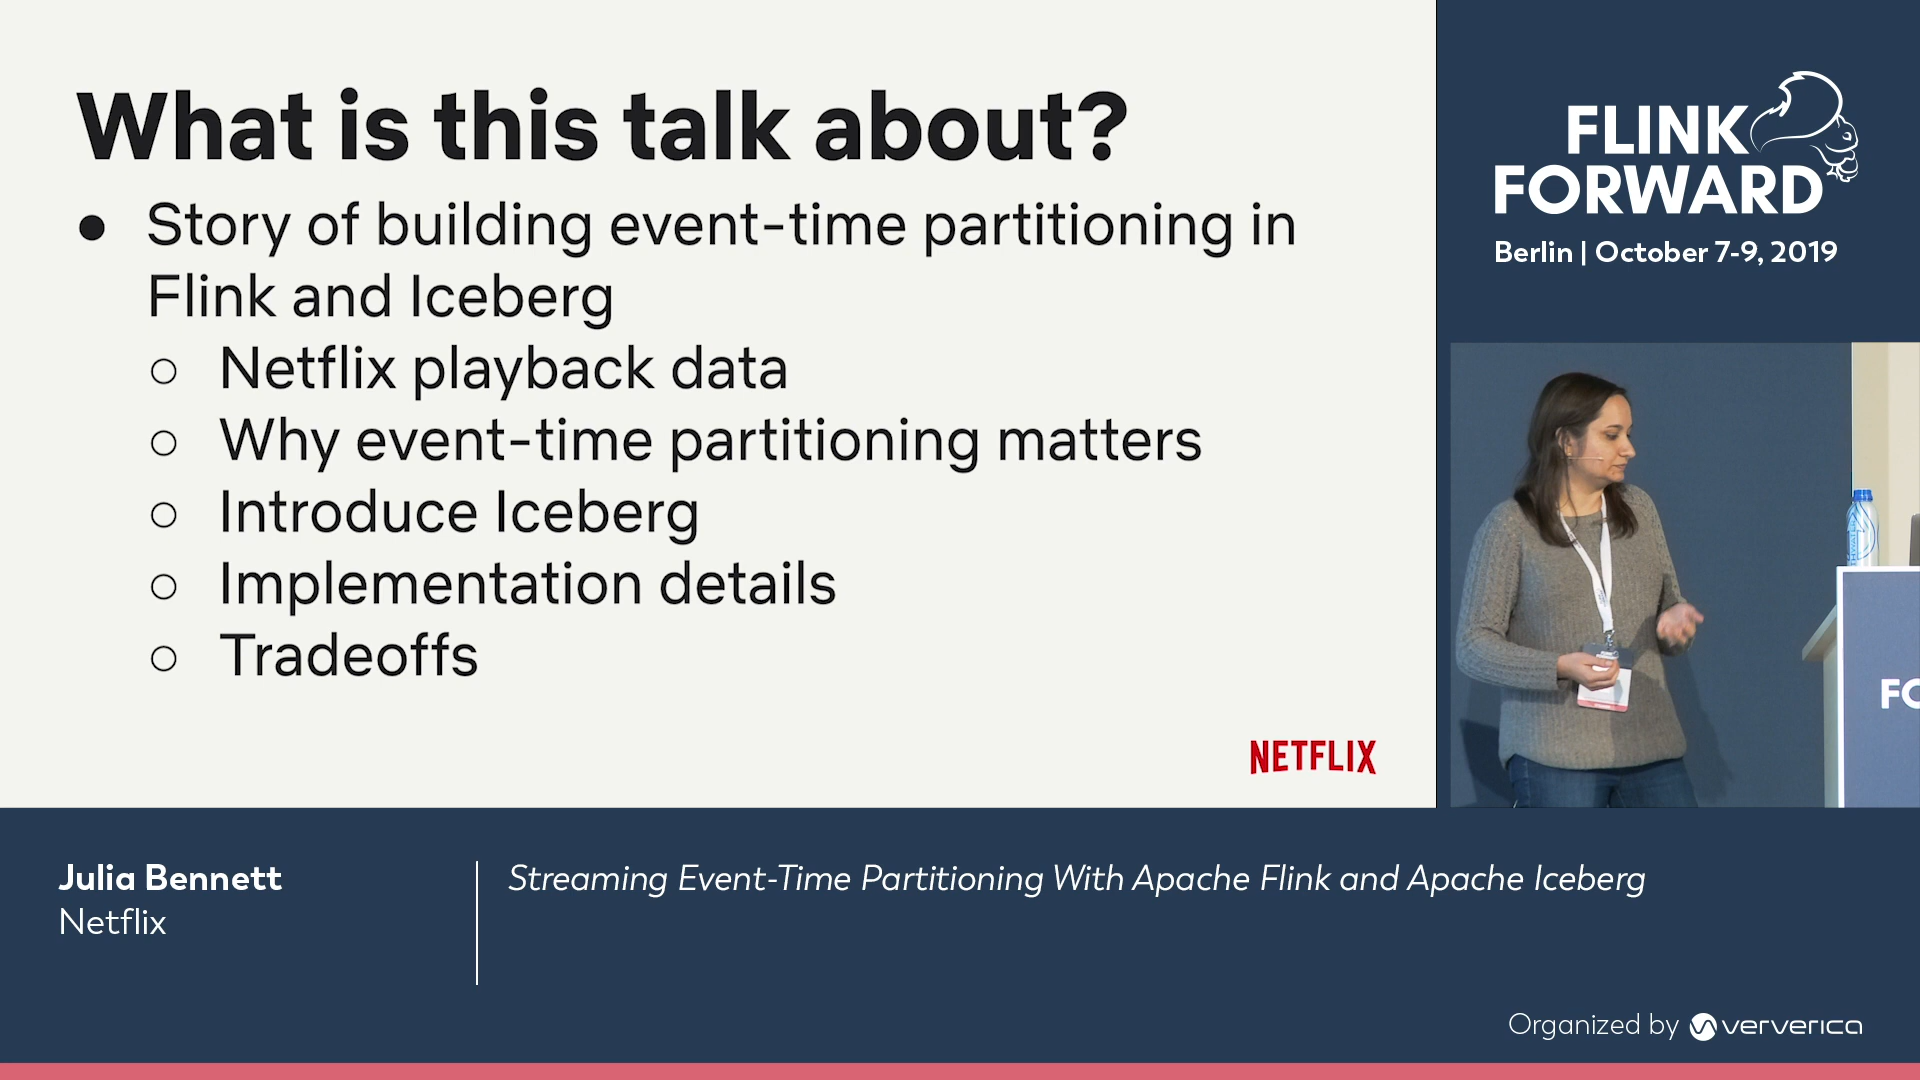 What is this talk about?
● Story of building event-time partitioning in
Flink and Iceberg
○ Netflix playback data
○ Why event-time partitioning matters
○ Introduce Iceberg
○ Implementation details
○ Tradeoffs
NETFLIX
FLINK
FORWARD
Berlin | October 7-9, 2019
FO
Julia Bennett
Netflix
Streaming Event-Time Partitioning With Apache Flink and Apache Iceberg
Organized by ververica